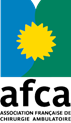 afca
ASSOCIATION FRANÇAISE DE
CHIRURGIE AMBULATOIRE